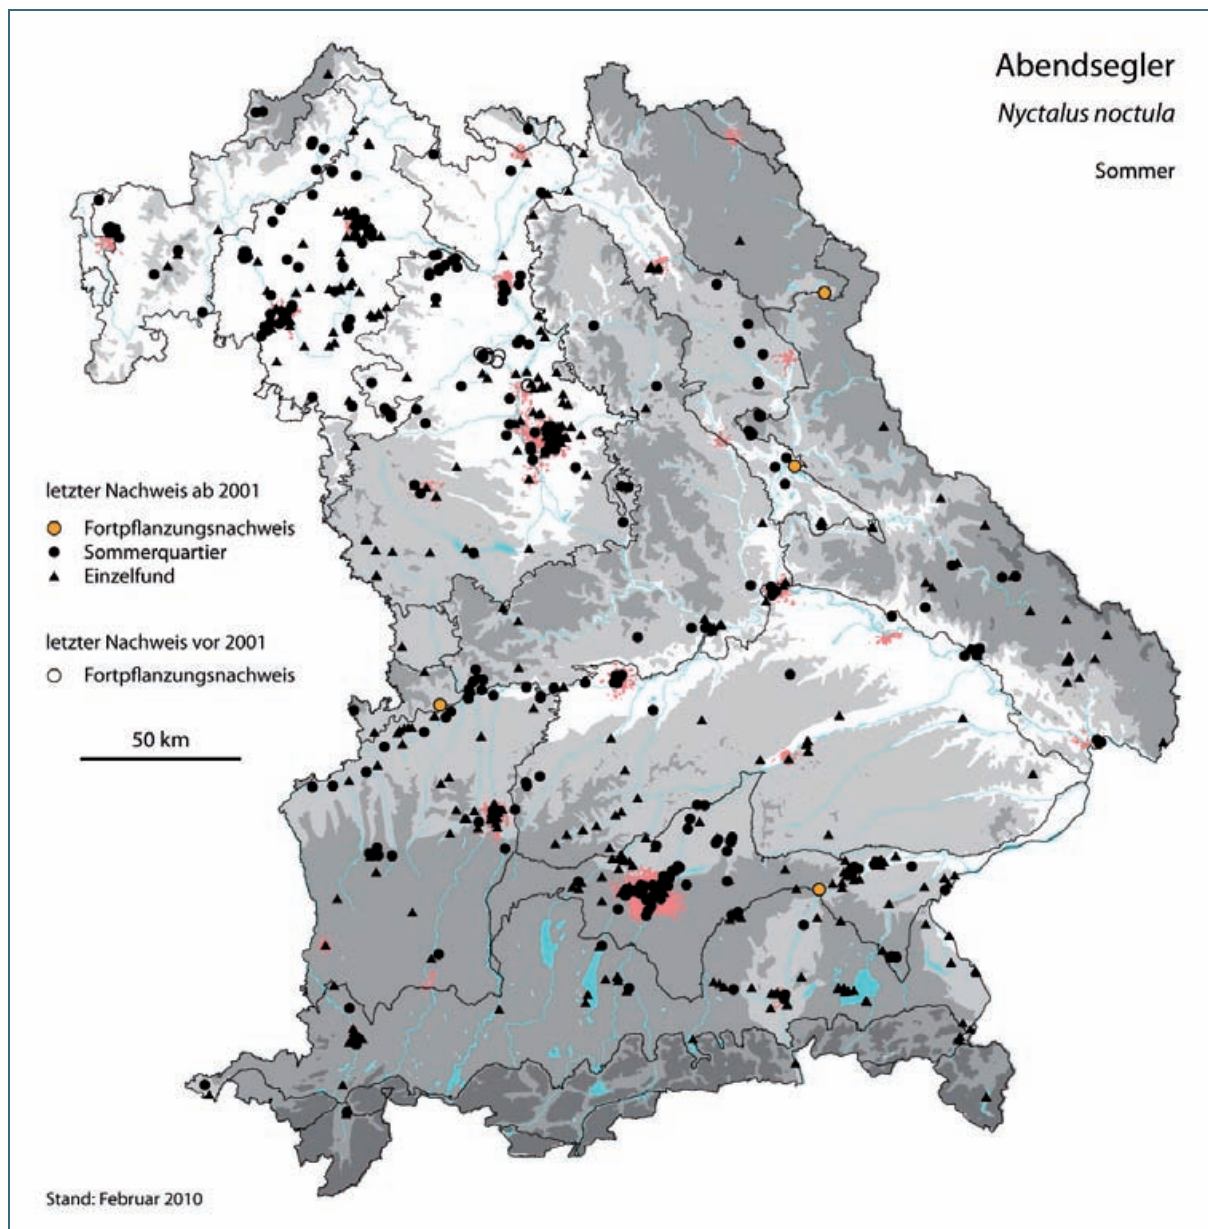 Abendsegler
Nyctalus noctula
Sommer
letzter Nachweis ab 2001
Fortpflanzungsnachweis
Sommerquartier
Einzelfund
letzter Nachweis vor 2001
Fortpflanzungsnachweis
50 km
Stand: Februar 2010